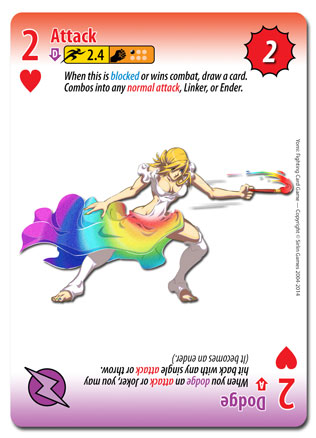 2 Attack
D 2.4
2
When this is blocked or wins combat, draw a card.
Combos into any normal attack, Linker, or Ender.
Yomi: Fighting Card Game — Copyright © Sirlin Games 2004-2014
2 Dodge
A
When you dodge an attack or Joker, you may
hit back with any single attack or throw.
(It becomes an ender.)